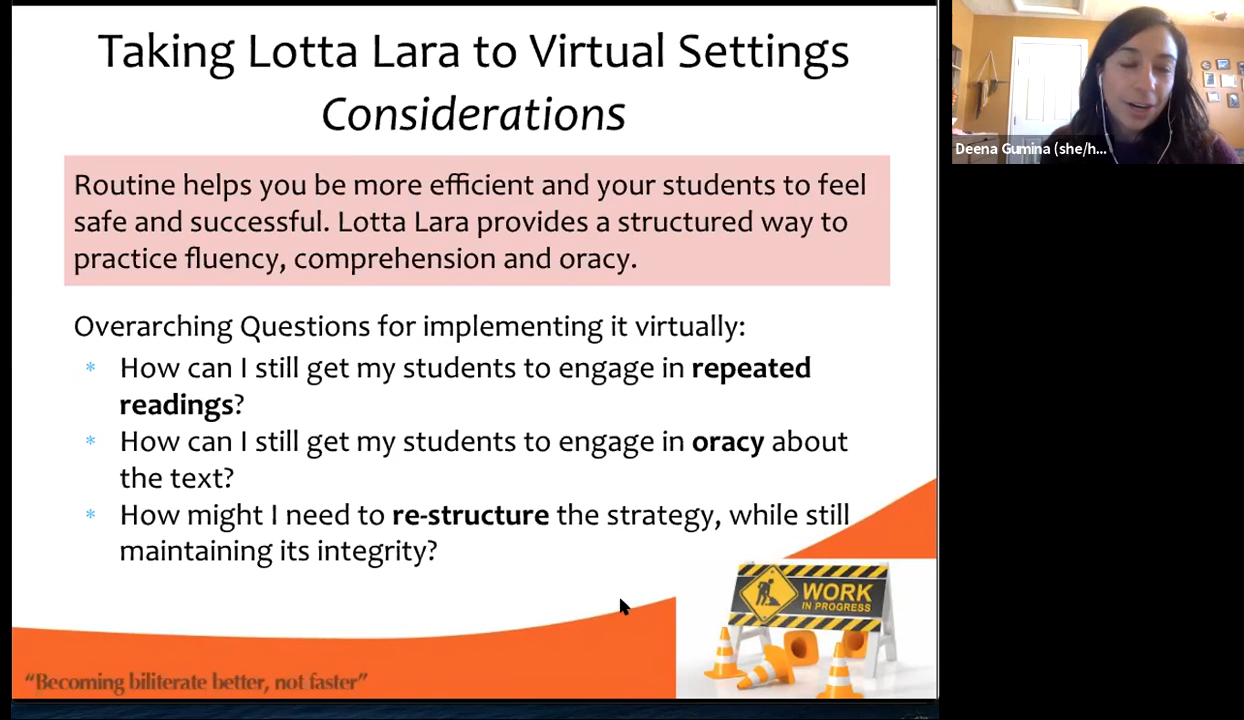 Taking Lotta Lara to Virtual Settings
Considerations
Routine helps you be more efficient and your students to feel
safe and successful. Lotta Lara provides a structured way to
practice fluency, comprehension and oracy.
Overarching Questions for implementing it virtually:
* How can I still get my students to engage in repeated
readings?
* How can I still get my students to engage in oracy about
the text?
* How might I need to re-structure the strategy, while still
maintaining its integrity?
WORK
IN PROGRESS
“Becoming biliterate better, not faster”
Deena Gumina (she/h...